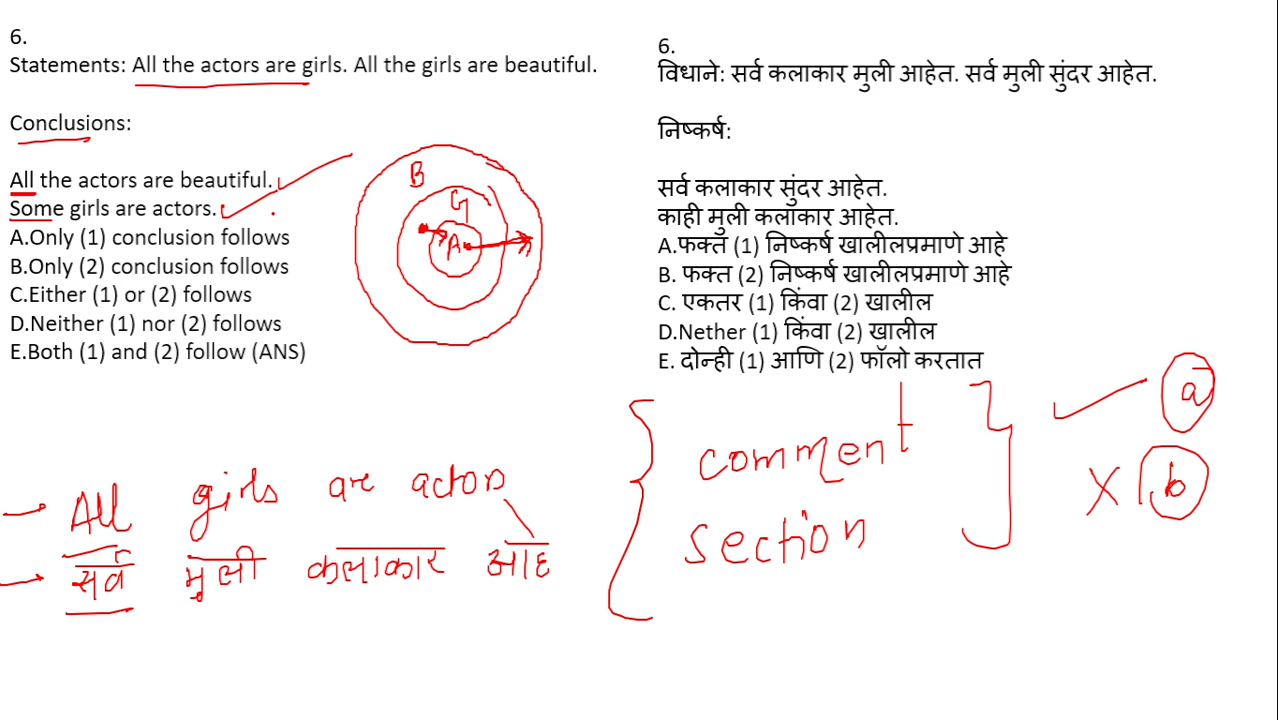 6.
Statements: All the actors are girls. All the girls are beautiful.
Conclusions:
All the actors are beautiful.
Some girls are actors.
A.Only (1) conclusion follows
B.Only (2) conclusion follows
C.Either (1) or (2) follows
D.Neither (1) nor (2) follows
E.Both (1) and (2) follow (ANS)
B
G
A
6.
विधाने: सर्व कलाकार मुली आहेत. सर्व मुली सुंदर आहेत.
निष्कर्ष:
सर्व कलाकार सुंदर आहेत.
काही मुली कलाकार आहेत.
A.फक्त (1) निष्कर्ष खालीलप्रमाणे आहे
B. फक्त (2) निष्कर्ष खालीलप्रमाणे आहे
C. एकतर (1) किंवा (2) खालील
D.Nether (1) किंवा (2) खालील
E. दोन्ही (1) आणि (2) फॉलो करतात
All girls are actors
सर्व मुली कलाकार आहे
comment
section
a
b